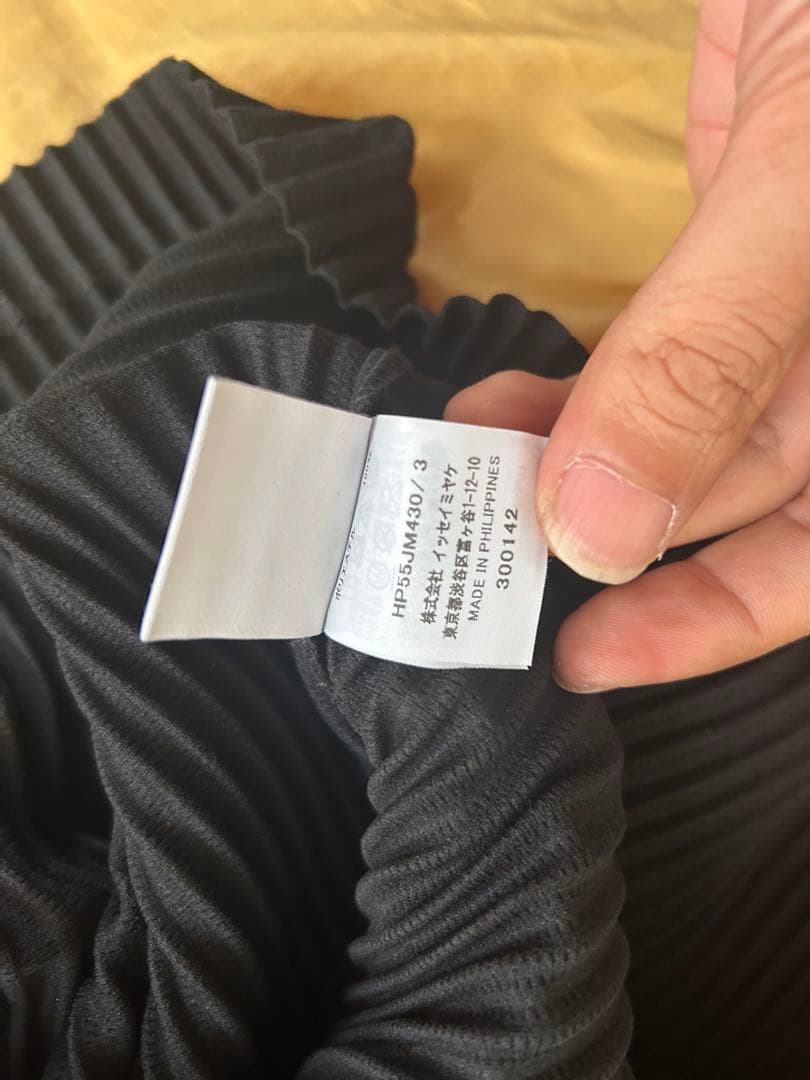 HP55JM430/3
株式会社 イッセイミヤケ
東京都渋谷区富ヶ谷1-12-10
MADE IN PHILIPPINES
300142